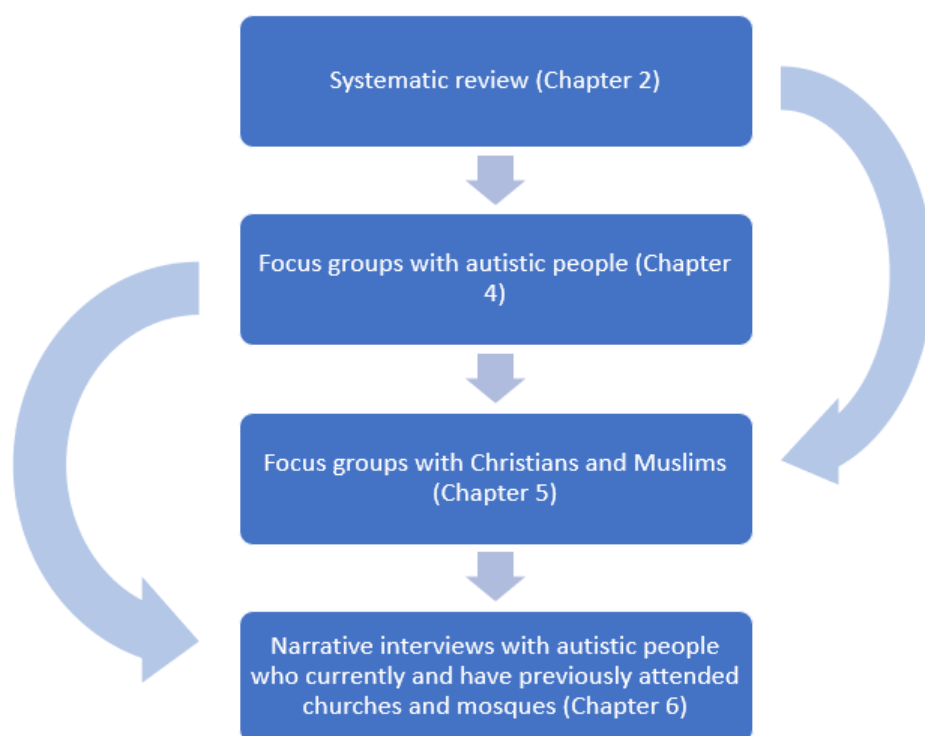 Systematic review (Chapter 2)
Focus groups with autistic people (Chapter
4)
Focus groups with Christians and Muslims
(Chapter 5)
Narrative interviews with autistic people
who currently and have previously attended
churches and mosques (Chapter 6)